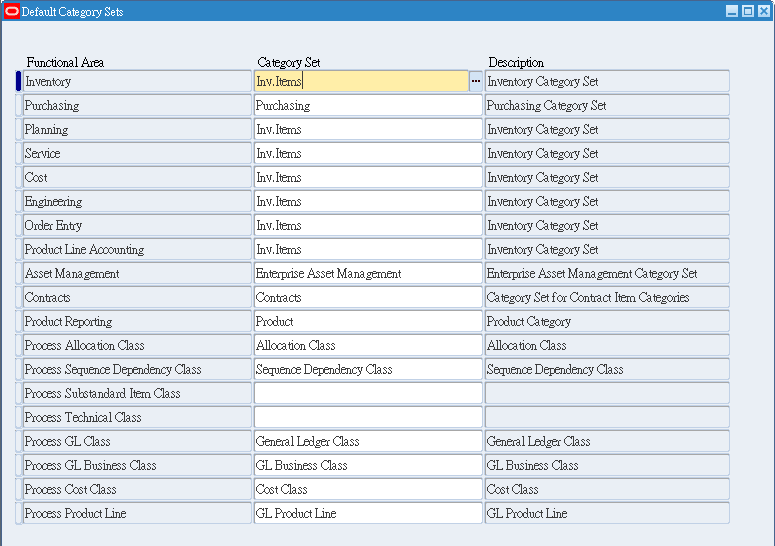 Default Category Sets
Functional Area Category Set Description
Inventory Inv.Items ... Inventory Category Set
Purchasing Purchasing Purchasing Category Set
Planning Inv.Items Inventory Category Set
Service Inv.Items Inventory Category Set
Cost Inv.Items Inventory Category Set
Engineering Inv.Items Inventory Category Set
Order Entry Inv.Items Inventory Category Set
Product Line Accounting Inv.Items Inventory Category Set
Asset Management Enterprise Asset Management Enterprise Asset Management Category Set
Contracts Contracts Category Set for Contract Item Categories
Product Reporting Product Product Category
Process Allocation Class Allocation Class Allocation Class
Process Sequence Dependency Class Sequence Dependency Class Sequence Dependency Class
Process Substandard Item Class
Process Technical Class
Process GL Class General Ledger Class General Ledger Class
Process GL Business Class GL Business Class GL Business Class
Process Cost Class Cost Class Cost Class
Process Product Line GL Product Line GL Product Line